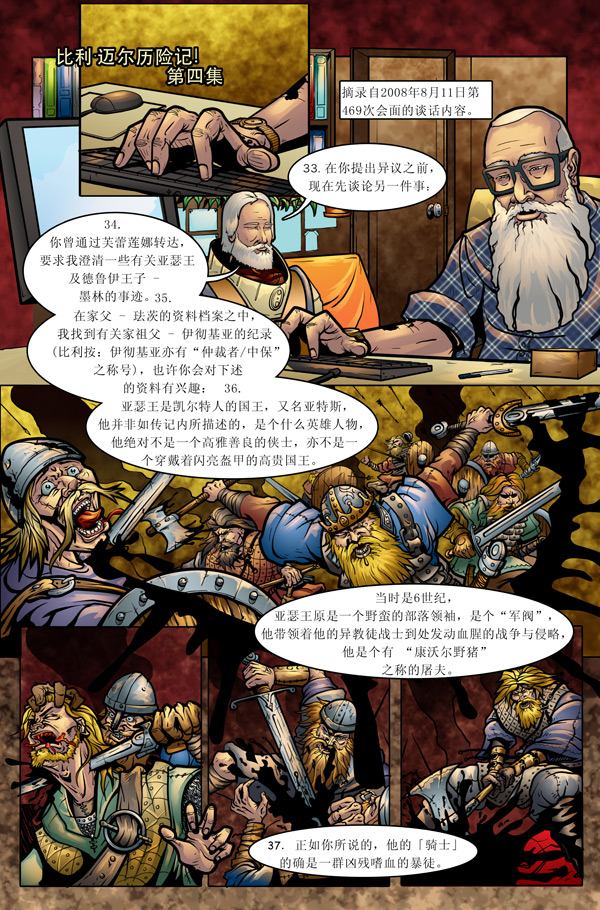 比利·迈尔历险记!
第四集
摘录自2008年8月11日第
469次会面的谈话内容。
33. 在你提出异议之前,
现在先谈论另一件事:
34.
你曾通过芙蕾莲娜转达,
要求我澄清一些有关亚瑟王
及德鲁伊王子 -
墨林的事迹。35.
在家父 - 珐茨的资料档案之中,
我找到有关家祖父 - 伊彻基亚的纪录
(比利按: 伊彻基亚亦有“仲裁者/中保”
之称号), 也许你会对下述
的资料有兴趣: 36.
亚瑟王是凯尔特人的国王, 又名亚特斯,
他并非如传记内所描述的, 是个什么英雄人物,
他绝对不是一个高雅善良的侠士, 亦不是一
个穿戴着闪亮盔甲的高贵国王。
当时是6世纪,
亚瑟王原是一个野蛮的部落领袖, 是个“军阀”,
他带领着他的异教徒战士到处发动血腥的战争与侵略,
他是个有 “康沃尔野猪”
之称的屠夫。
37. 正如你所说的, 他的「骑士」
的确是一群凶残嗜血的暴徒。